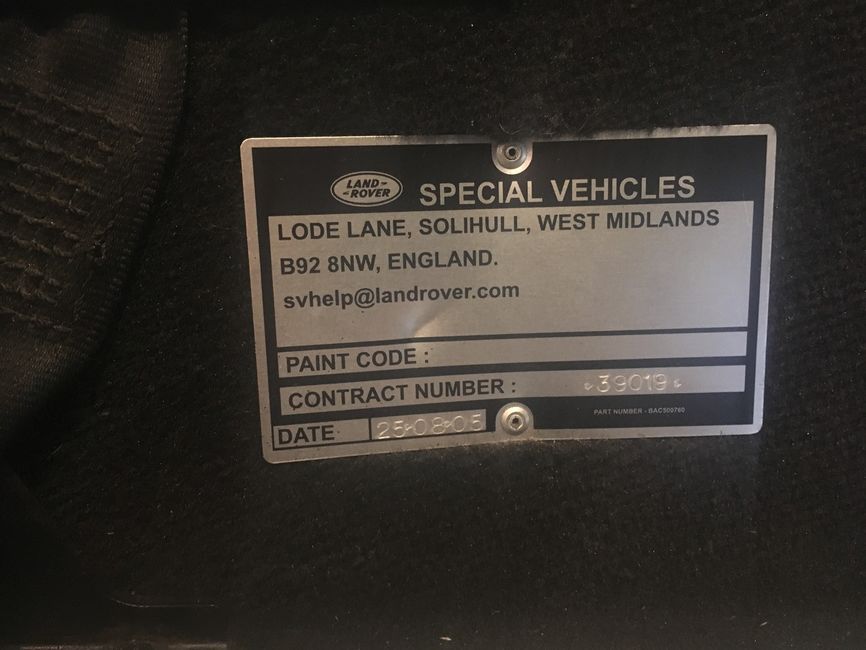 LAND
ROVER
SPECIAL VEHICLES
LODE LANE, SOLIHULL, WEST MIDLANDS
B92 8NW, ENGLAND.
svhelp@landrover.com
PAINT CODE :
CONTRACT NUMBER : *39019*
PART NUMBER - BAC500760
DATE 25*08*05